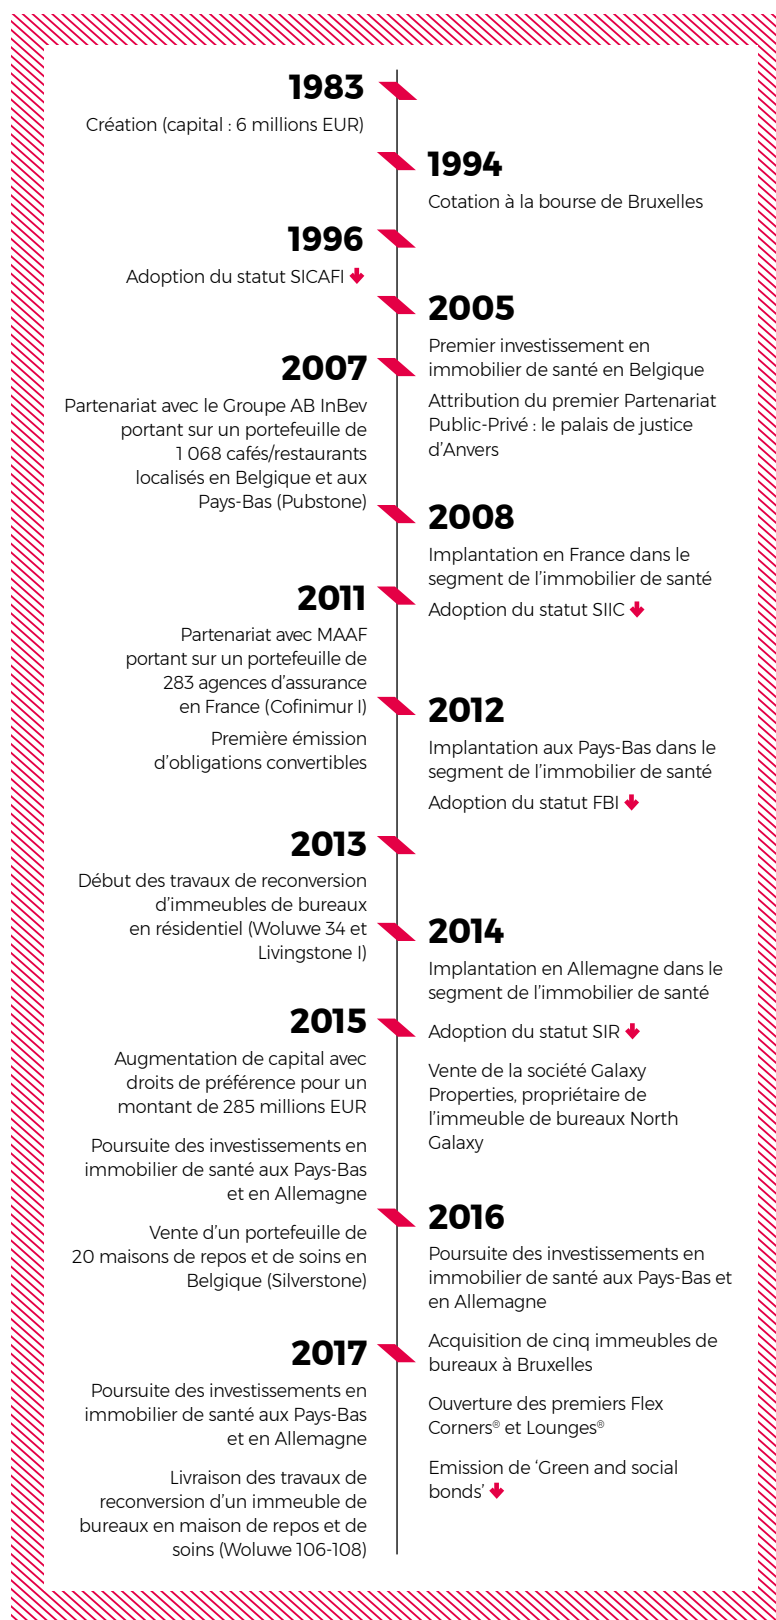 1983
Création (capital : 6 millions EUR)
1994
Cotation à la bourse de Bruxelles
1996
Adoption du statut SICAFI
2005
Premier investissement en
immobilier de santé en Belgique
Attribution du premier Partenariat
Public-Privé : le palais de justice
d’Anvers
2007
Partenariat avec le Groupe AB InBev
portant sur un portefeuille de
1 068 cafés/restaurants
localisés en Belgique et aux
Pays-Bas (Pubstone)
2008
Implantation en France dans le
segment de l’immobilier de santé
Adoption du statut SIIC
2011
Partenariat avec MAAF
portant sur un portefeuille de
283 agences d’assurance
en France (Cofinimur I)
Première émission
d’obligations convertibles
2012
Implantation aux Pays-Bas dans le
segment de l’immobilier de santé
Adoption du statut FBI
2013
Début des travaux de reconversion
d’immeubles de bureaux
en résidentiel (Woluwe 34 et
Livingstone I)
2014
Implantation en Allemagne dans le
segment de l’immobilier de santé
Adoption du statut SIR
Vente de la société Galaxy
Properties, propriétaire de
l’immeuble de bureaux North
Galaxy
2015
Augmentation de capital avec
droits de préférence pour un
montant de 285 millions EUR
Poursuite des investissements en
immobilier de santé aux Pays-Bas
et en Allemagne
Vente d’un portefeuille de
20 maisons de repos et de soins en
Belgique (Silverstone)
2016
Poursuite des investissements en
immobilier de santé aux Pays-Bas et
en Allemagne
Acquisition de cinq immeubles de
bureaux à Bruxelles
Ouverture des premiers Flex
Corners® et Lounges®
Emission de ‘Green and social
bonds’
2017
Poursuite des investissements en
immobilier de santé aux Pays-Bas
et en Allemagne
Livraison des travaux de
reconversion d’un immeuble de
bureaux en maison de repos et de
soins (Woluwe 106-108)